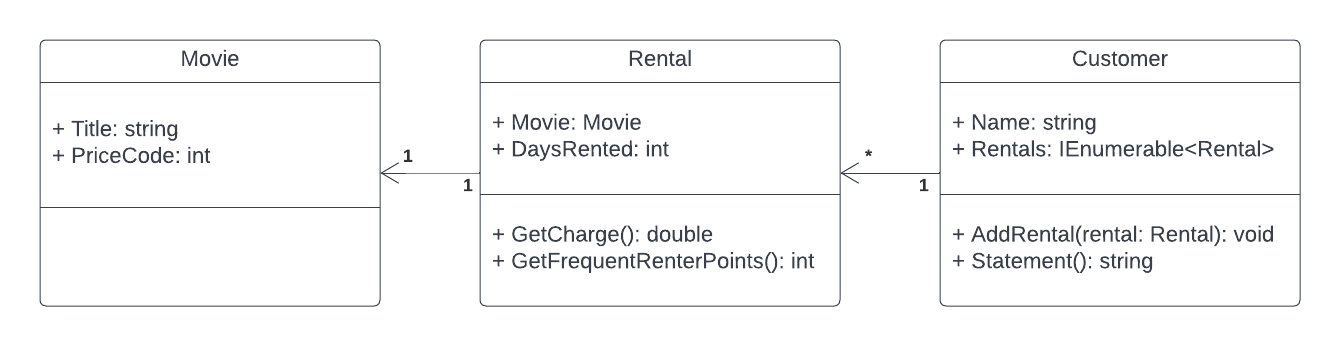 Movie
+ Title: string
+ PriceCode: int
1
1
Rental
+ Movie: Movie
+ DaysRented: int
+ GetCharge(): double
+ GetFrequentRenterPoints(): int
*
1
Customer
+ Name: string
+ Rentals: IEnumerable<Rental>
+ AddRental(rental: Rental): void
+ Statement(): string